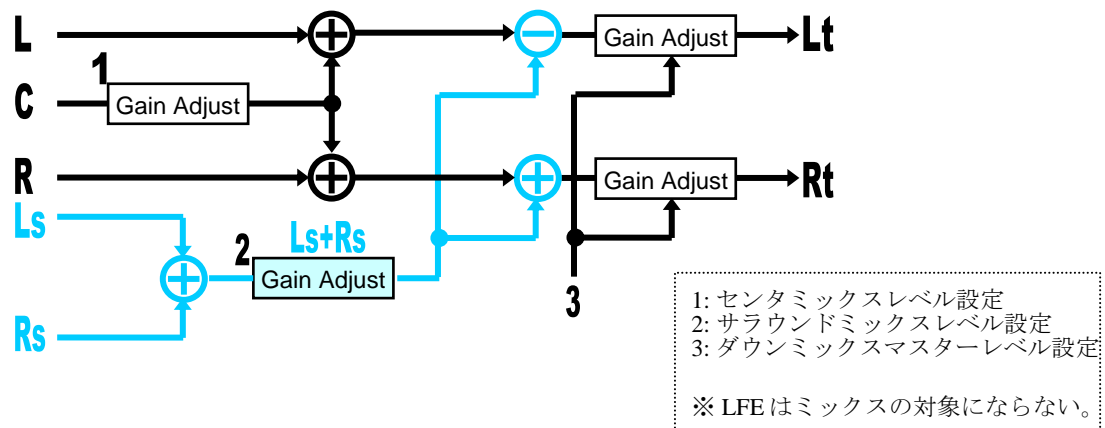 L
Gain Adjust
Lt
1
C
Gain Adjust
R
Gain Adjust
Rt
Ls
2
Ls+Rs
Gain Adjust
3
Rs
1: センタミックスレベル設定
2: サラウンドミックスレベル設定
3: ダウンミックスマスターレベル設定
※ LFEはミックスの対象にならない。